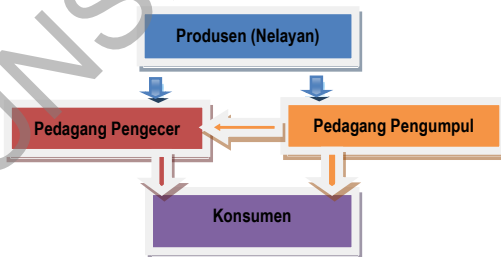 Produsen (Nelayan)
Pedagang Pengecer
Pedagang Pengumpul
Konsumen